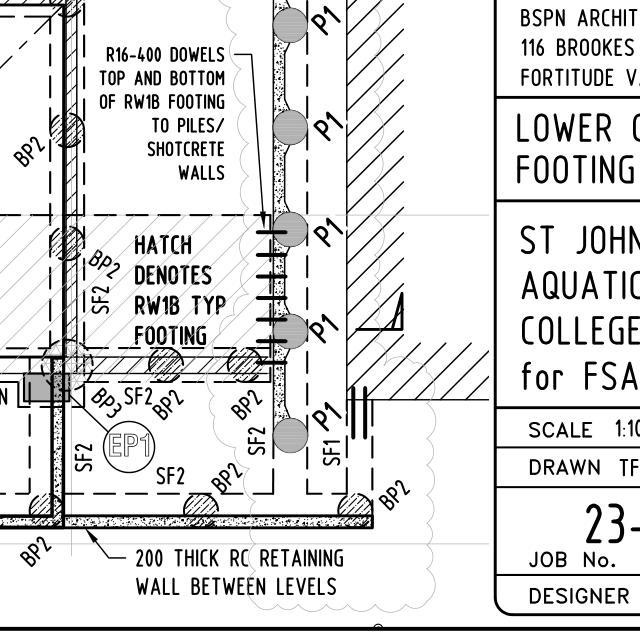 R16-400 DOWELS
TOP AND BOTTOM
OF RW1B FOOTING
TO PILES/
SHOTCRETE
WALLS
P1
P1
P1
P1
P1
BP2
BP2
SF2
HATCH
DENOTES
RW1B TYP
FOOTING
BP3
SF2
BP2
BP2
SF2
SF1
EP1
SF2
SF2
BP2
BP2
BP2
N
200 THICK RC RETAINING
WALL BETWEEN LEVELS
BSPN ARCHIT
116 BROOKES
FORTITUDE V
LOWER
FOOTING
ST JOHN
AQUATIC
COLLEGE
for FSA
SCALE 1:10
DRAWN TF
23-
JOB No.
DESIGNER